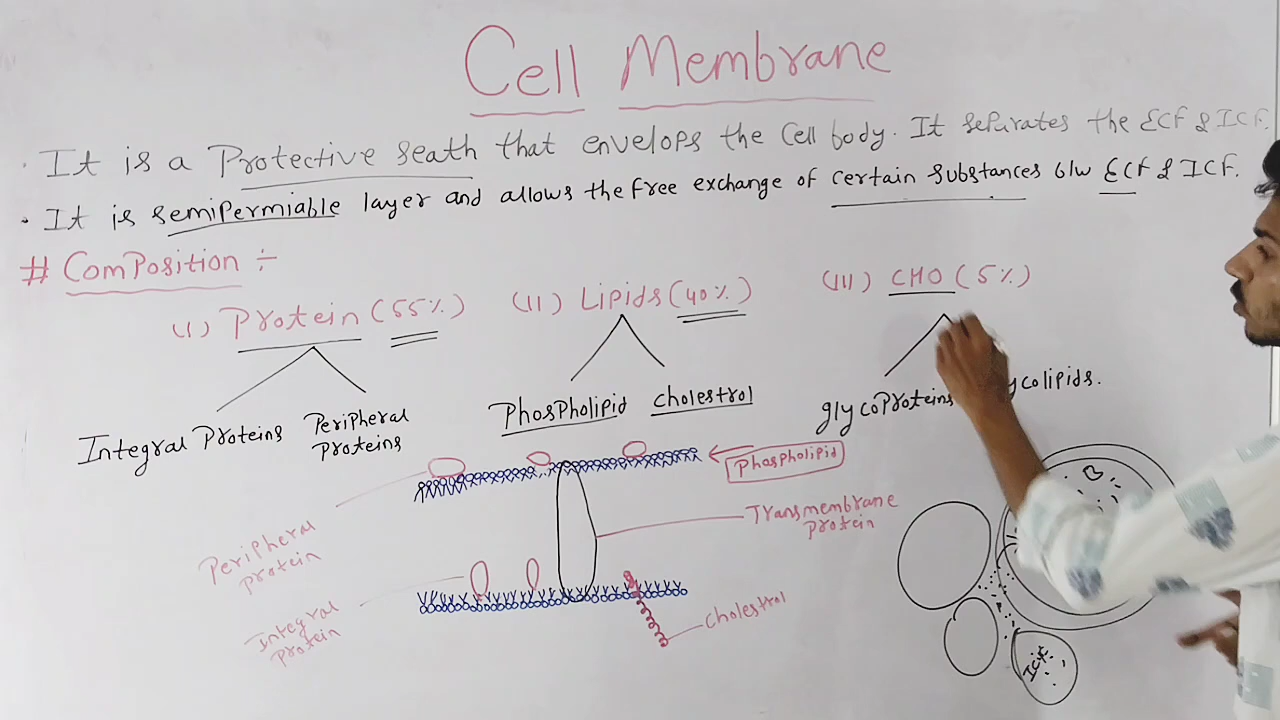 Cell Membrane
· It is a Protective seath that envelops the Cell body. It separates the ECF & ICF.
· It is semipermiable layer and allows the free exchange of certain substances b/w ECF & ICF.
# Composition ÷
(I) Protein (55%) (II) Lipids (40%) (III) CHO (5%)
Integral Proteins Peripheral Proteins Phospholipid cholestrol glycoproteins ycolipids.
Phospholipid
Transmembrane
protein
Peripheral
protein
Integral
protein
cholestrol
ICF